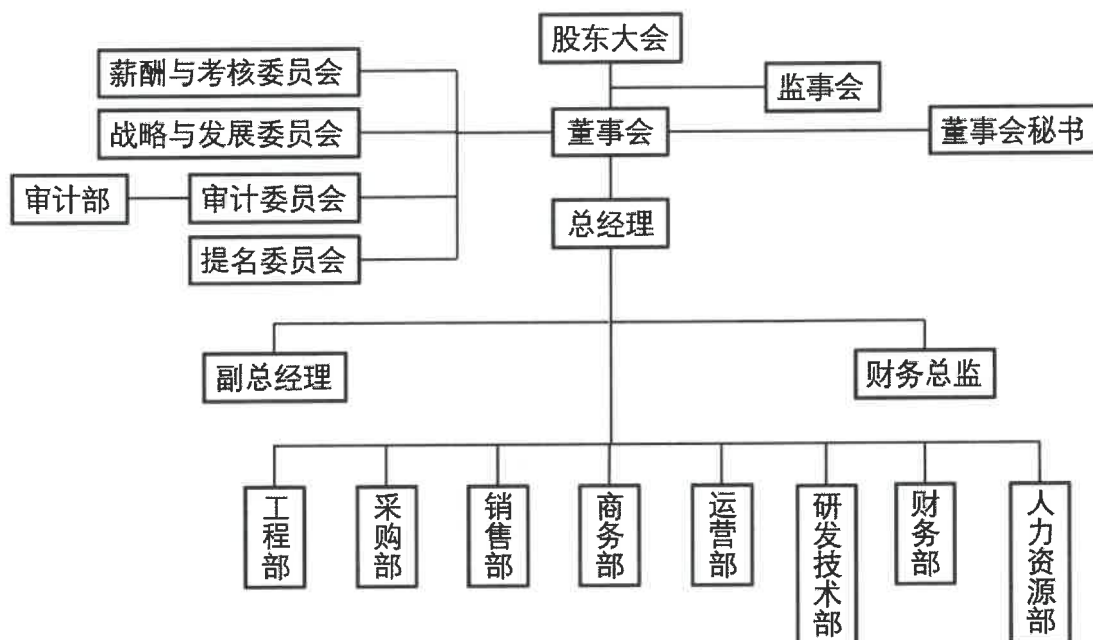 股东大会
薪酬与考核委员会
监事会
战略与发展委员会
董事会
董事会秘书
审计部
审计委员会
总经理
提名委员会
副总经理
财务总监
工程部
采购部
销售部
商务部
运营部
研发技术部
财务部
人力资源部